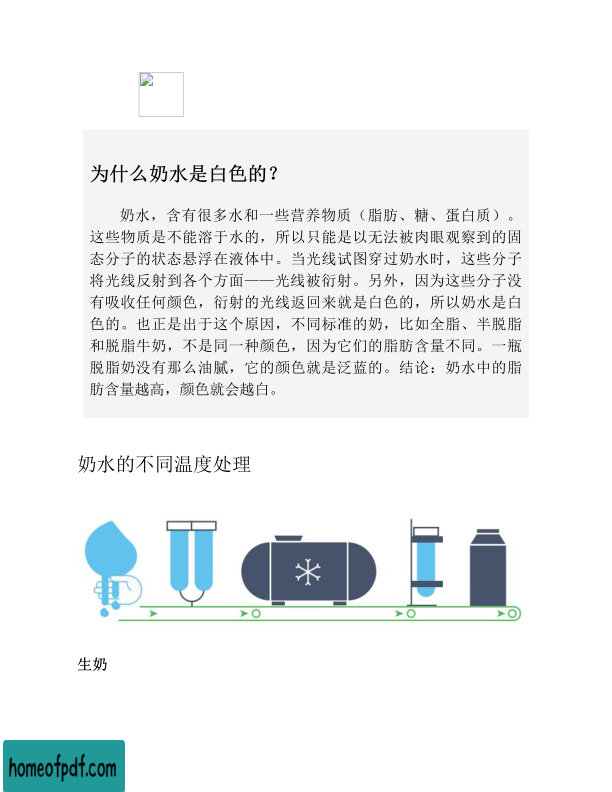 为什么奶水是白色的？
奶水，含有很多水和一些营养物质（脂肪、糖、蛋白质）。
这些物质是不能溶于水的，所以只能是以无法被肉眼观察到的固
态分子的状态悬浮在液体中。当光线试图穿过奶水时，这些分子
将光线反射到各个方面——光线被衍射。另外，因为这些分子没
有吸收任何颜色，衍射的光线返回来就是白色的，所以奶水是白
色的。也正是出于这个原因，不同标准的奶，比如全脂、半脱脂
和脱脂牛奶，不是同一种颜色，因为它们的脂肪含量不同。一瓶
脱脂奶没有那么油腻，它的颜色就是泛蓝的。结论：奶水中的脂
肪含量越高，颜色就会越白。
奶水的不同温度处理
生奶
homeofpdf.com